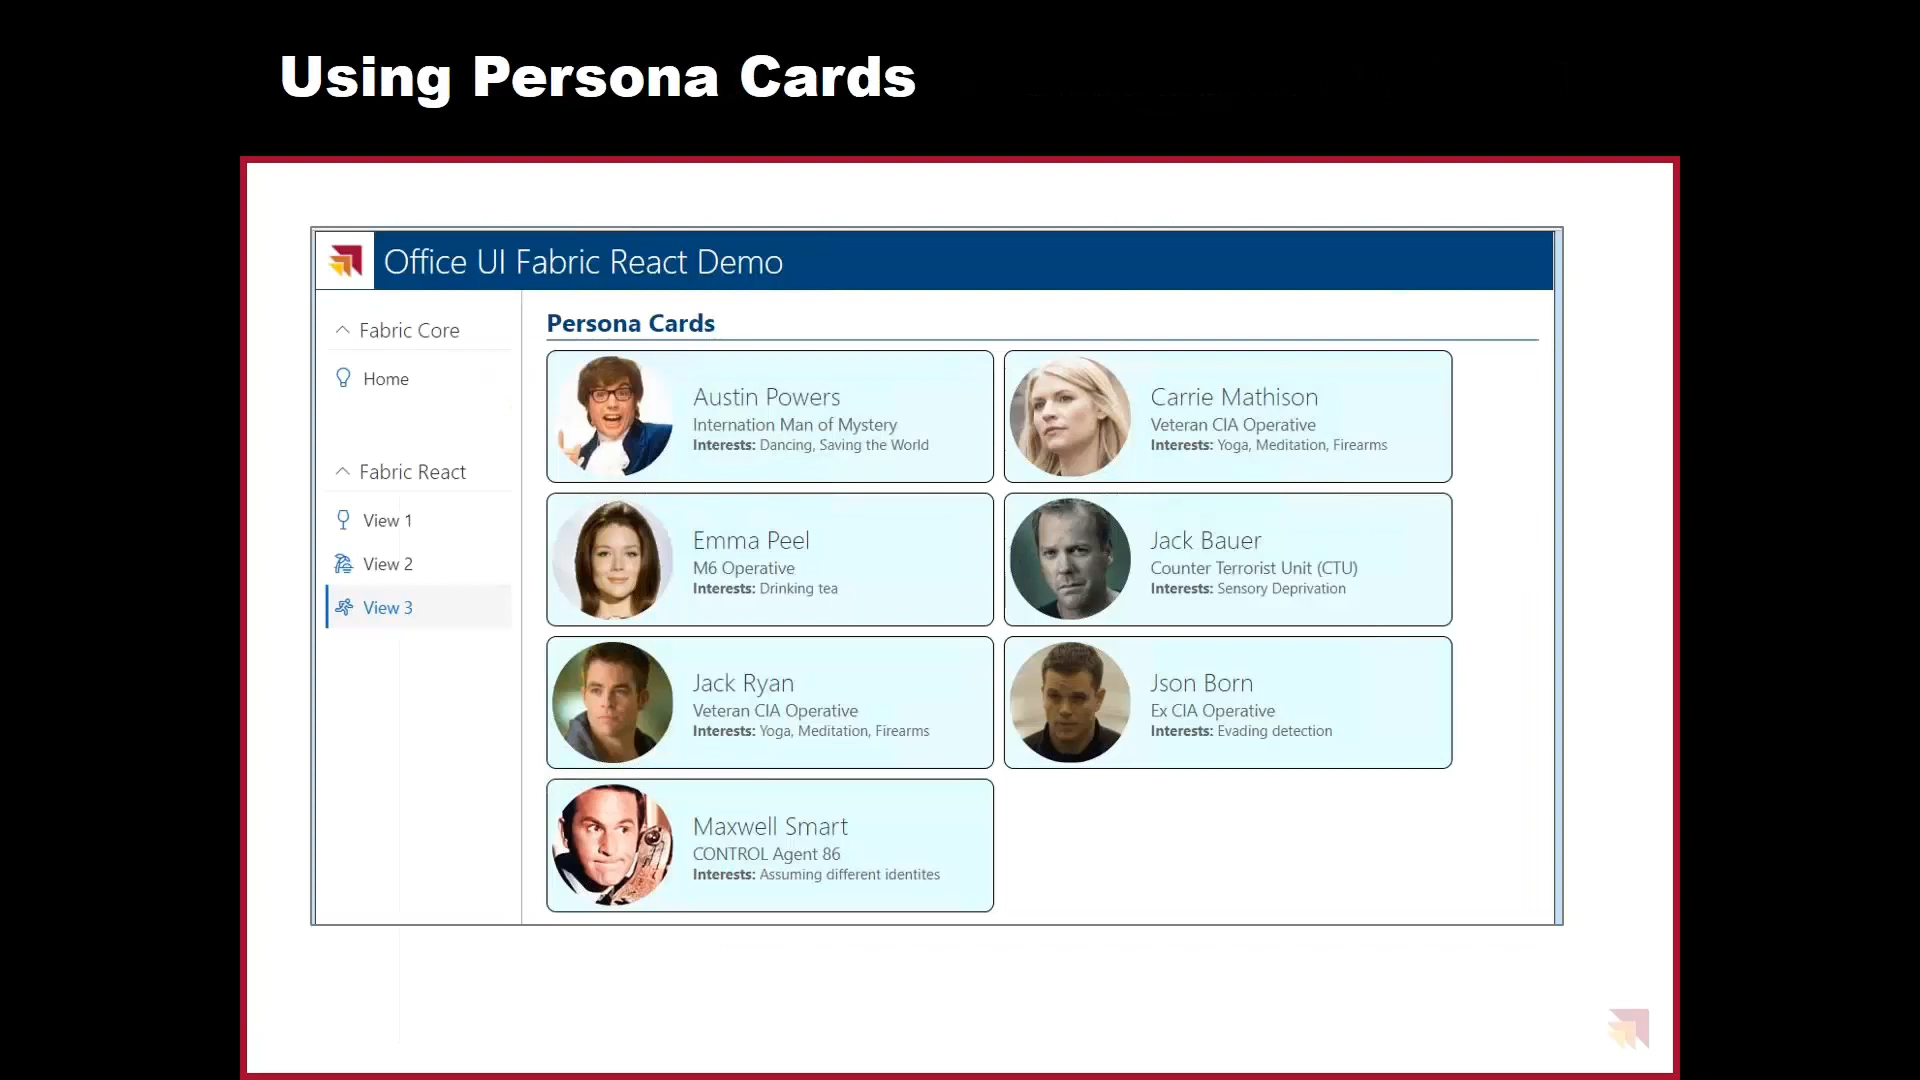 Using Persona Cards
Office UI Fabric React Demo
Fabric Core
Home
Fabric React
View 1
View 2
View 3
Persona Cards
Austin Powers
Internation Man of Mystery
Interests: Dancing, Saving the World
Carrie Mathison
Veteran CIA Operative
Interests: Yoga, Meditation, Firearms
Emma Peel
M6 Operative
Interests: Drinking tea
Jack Bauer
Counter Terrorist Unit (CTU)
Interests: Sensory Deprivation
Jack Ryan
Veteran CIA Operative
Interests: Yoga, Meditation, Firearms
Json Born
Ex CIA Operative
Interests: Evading detection
Maxwell Smart
CONTROL Agent 86
Interests: Assuming different identites